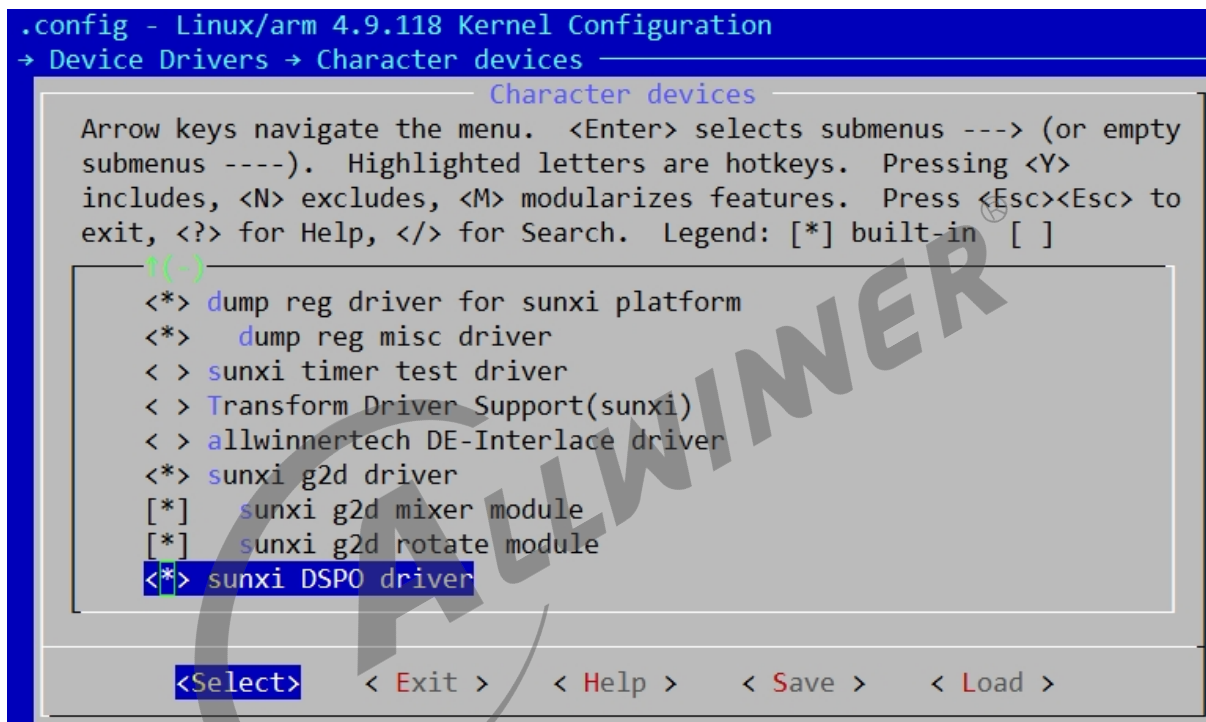 .config - Linux/arm 4.9.118 Kernel Configuration
→ Device Drivers → Character devices
Character devices
Arrow keys navigate the menu.  <Enter> selects submenus ---> (or empty
submenus ----).  Highlighted letters are hotkeys.  Pressing <Y>
includes, <N> excludes, <M> modularizes features.  Press <Esc><Esc> to
exit, <?> for Help, </> for Search.  Legend: [*] built-in  [ ]
↑(-)
<*> dump reg driver for sunxi platform
<*>   dump reg misc driver
< > sunxi timer test driver
< > Transform Driver Support(sunxi)
< > allwinnertech DE-Interlace driver
<*> sunxi g2d driver
[*]   sunxi g2d mixer module
[*]   sunxi g2d rotate module
<*> sunxi DSPO driver
<Select>    < Exit >    < Help >    < Save >    < Load >
ALLWINNER®